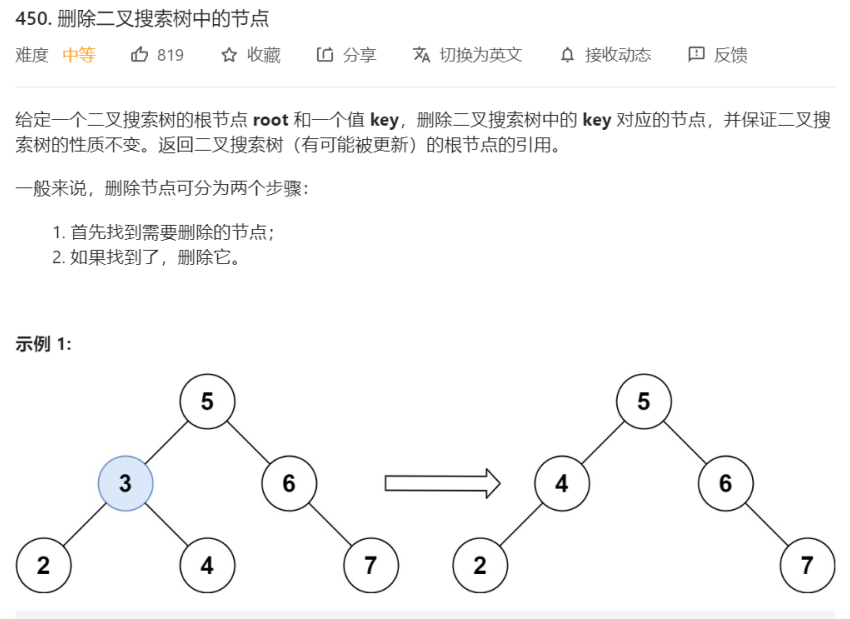 450. 删除二叉搜索树中的节点
难度 中等 819 收藏 分享 切换为英文 接收动态 反馈
给定一个二叉搜索树的根节点 root 和一个值 key，删除二叉搜索树中的 key 对应的节点，并保证二叉搜
索树的性质不变。返回二叉搜索树（有可能被更新）的根节点的引用。
一般来说，删除节点可分为两个步骤：
1. 首先找到需要删除的节点；
2. 如果找到了，删除它。
示例 1:
5 5
3 6 4 6
2 4 7 2 7